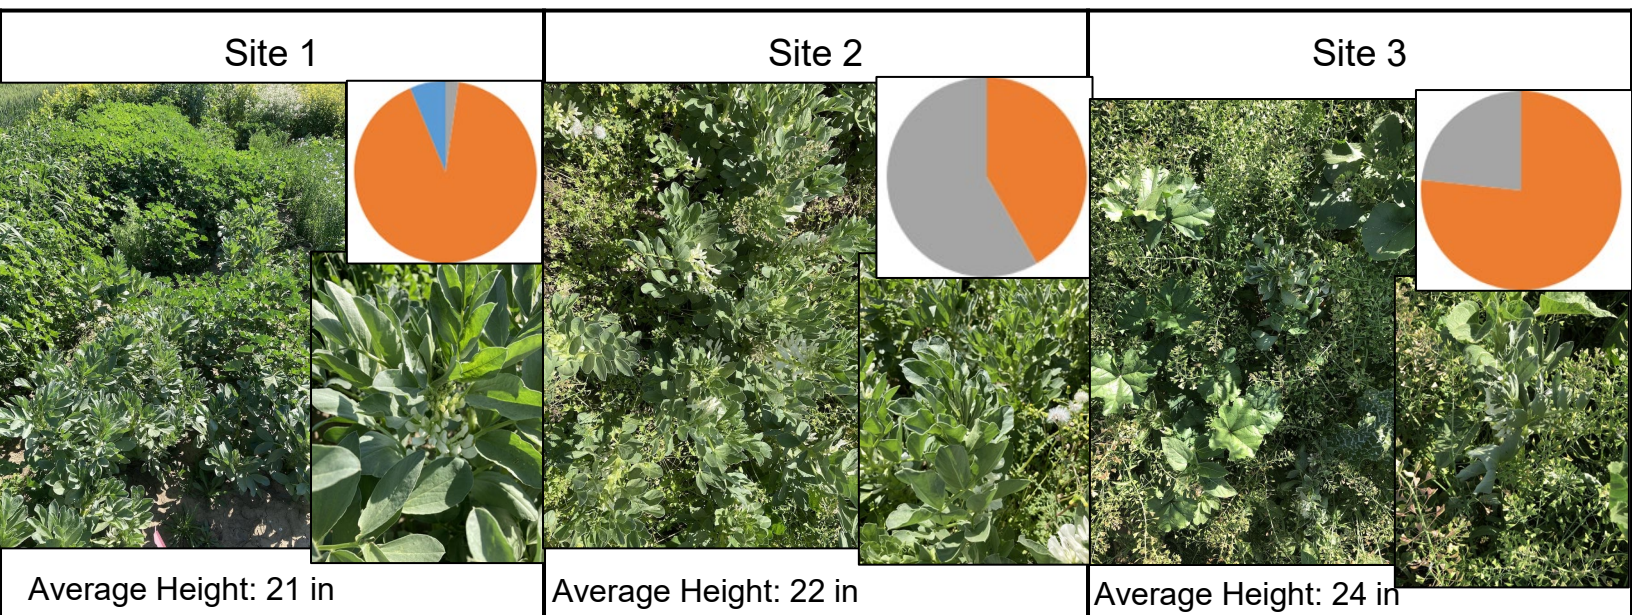 Site 1
Site 2
Site 3
Average Height: 21 in
Average Height: 22 in
Average Height: 24 in